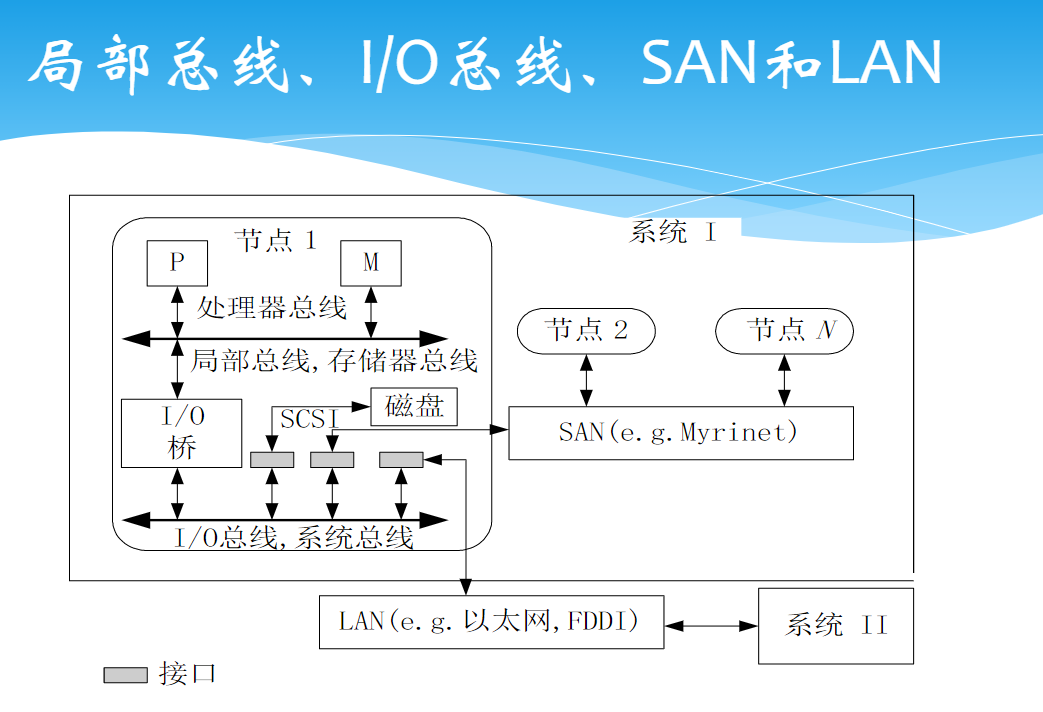 局部总线、I/O总线、SAN和LAN
系统 I
节点 1
P
M
处理器总线
局部总线,存储器总线
节点 2
节点 N
I/O
桥
SCSI
磁盘
SAN(e.g.Myrinet)
I/O总线,系统总线
LAN(e.g.以太网,FDDI)
系统 II
接口